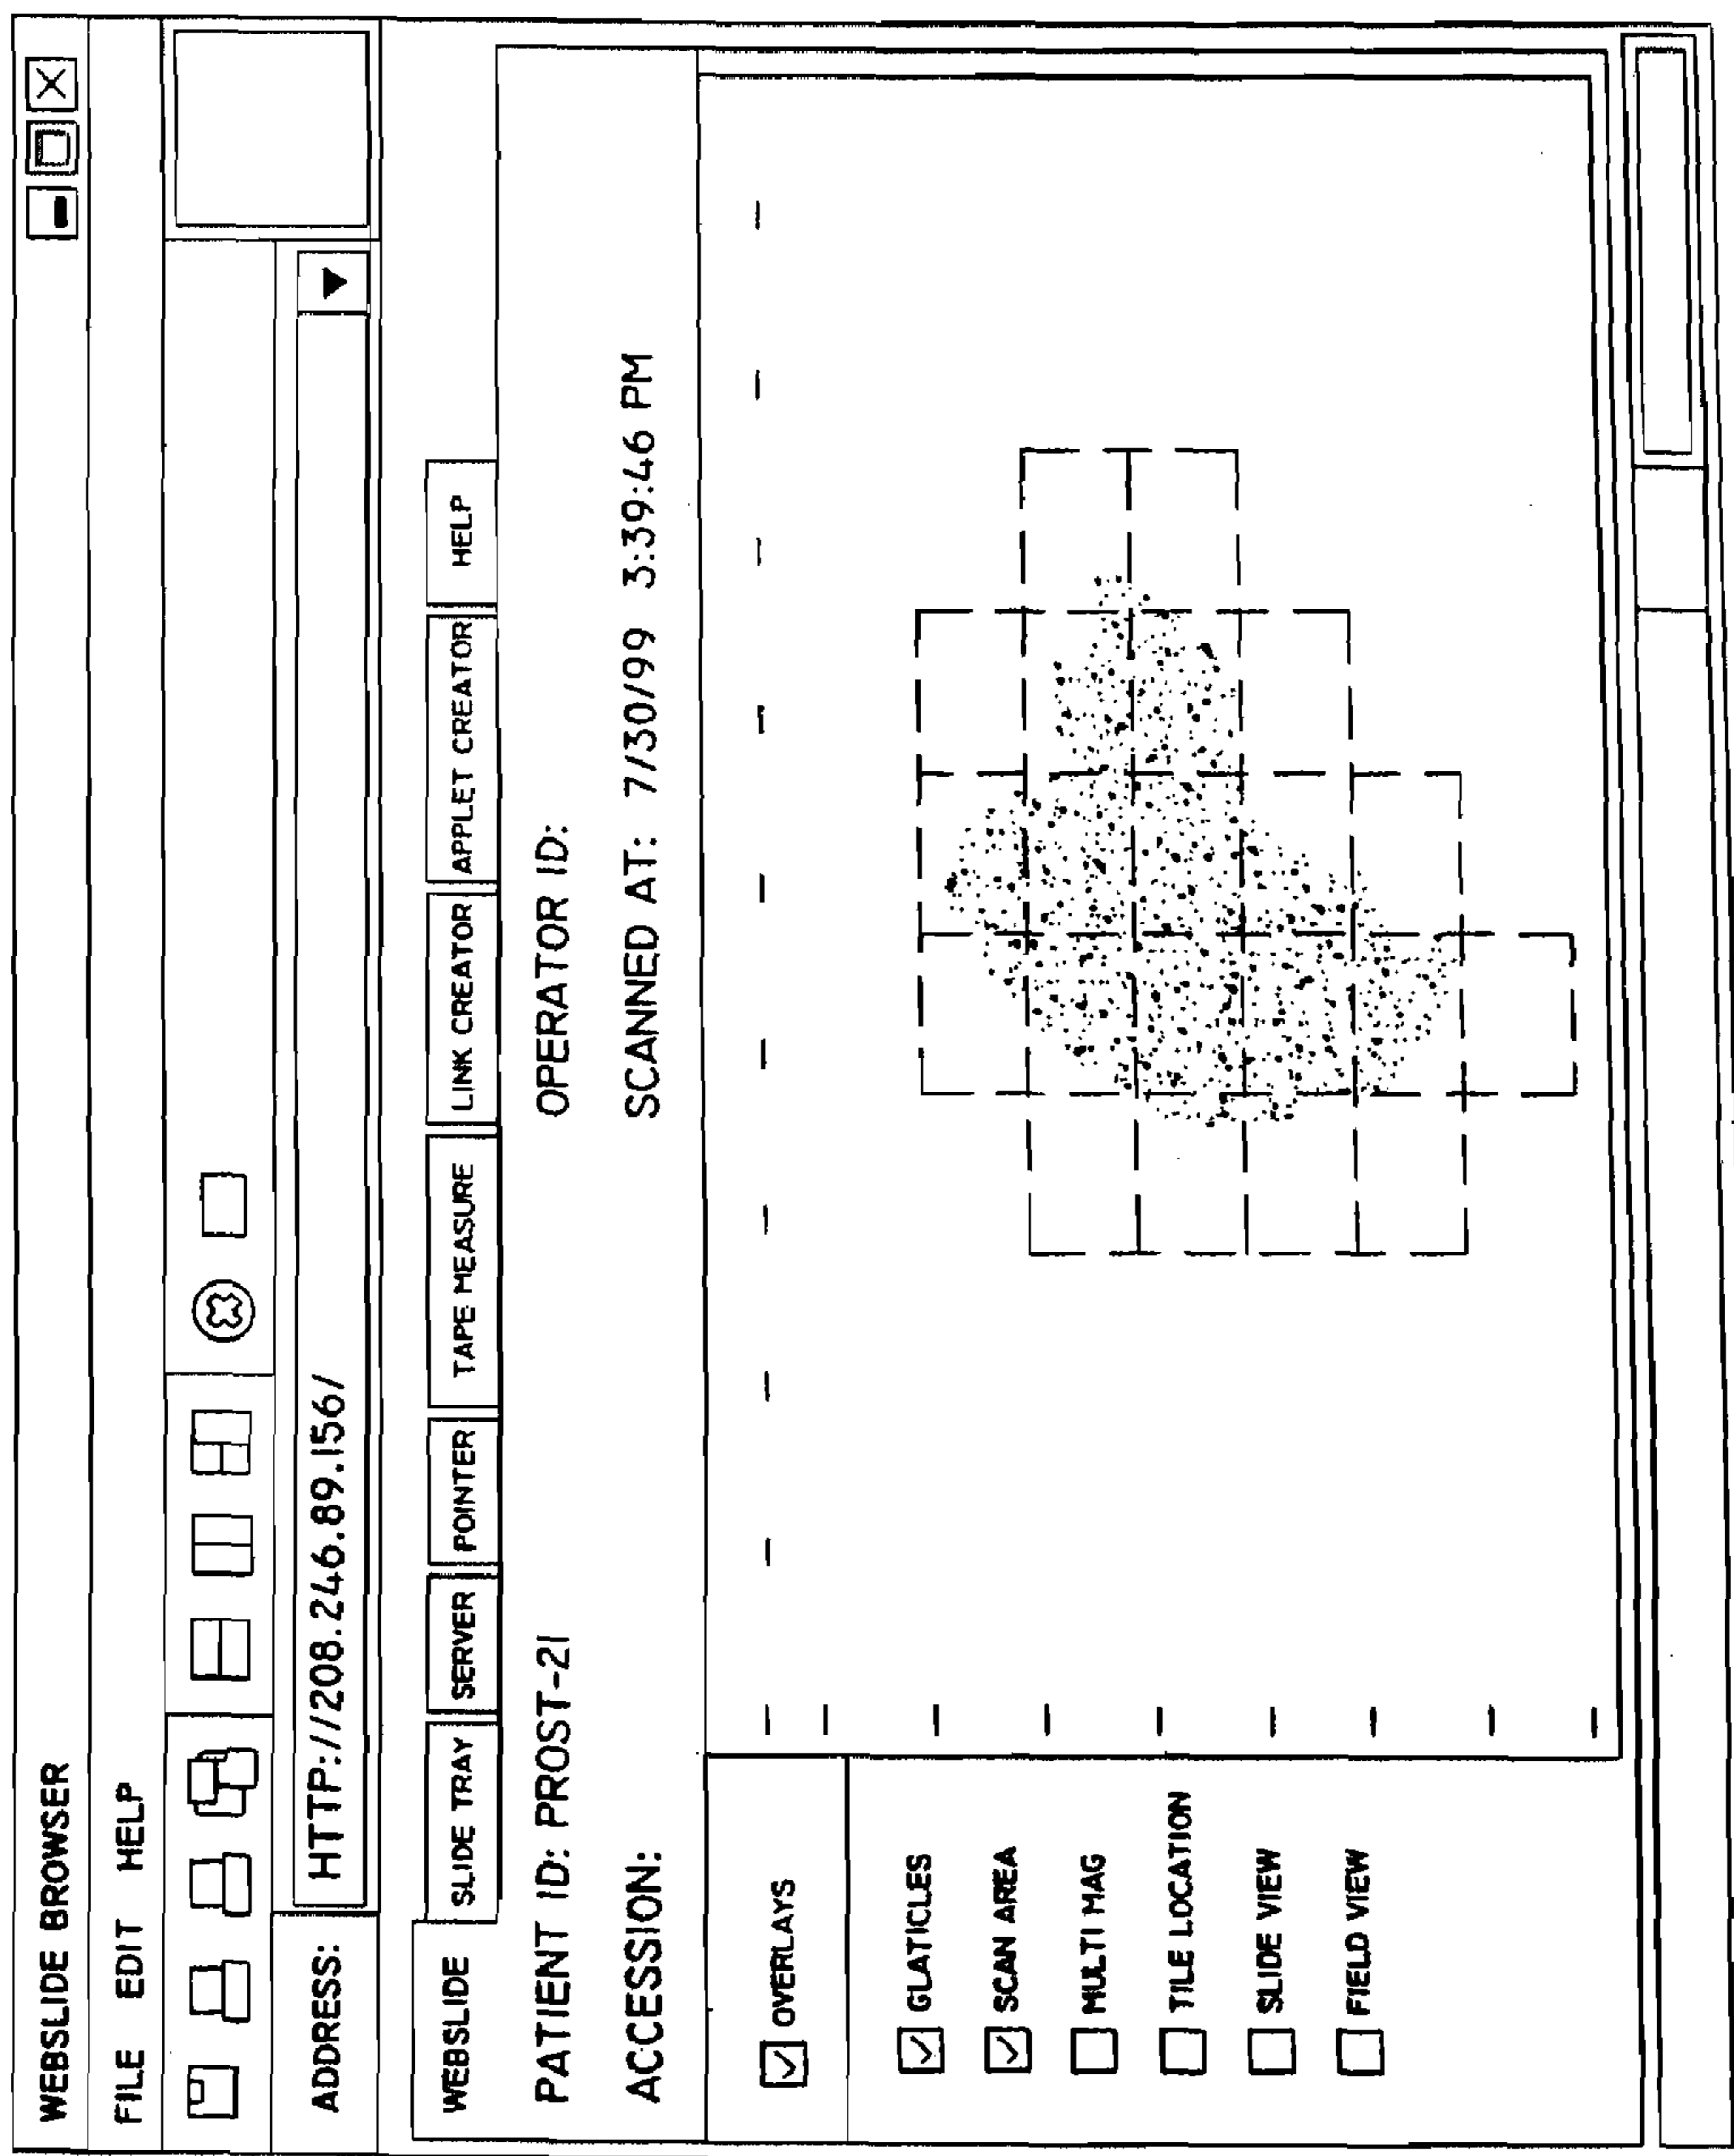 WEBSLIDE BROWSER
FILE EDIT HELP
ADDRESS: HTTP://208.246.89.156/
WEBSLIDE SLIDE TRAY SERVER POINTER TAPE MEASURE LINK CREATOR APPLET CREATOR HELP
PATIENT ID: PROST-21 OPERATOR ID:
ACCESSION: SCANNED AT: 7/30/99 3:39:46 PM
OVERLAYS
GLATICLES
SCAN AREA
MULTI MAG
TILE LOCATION
SLIDE VIEW
FIELD VIEW